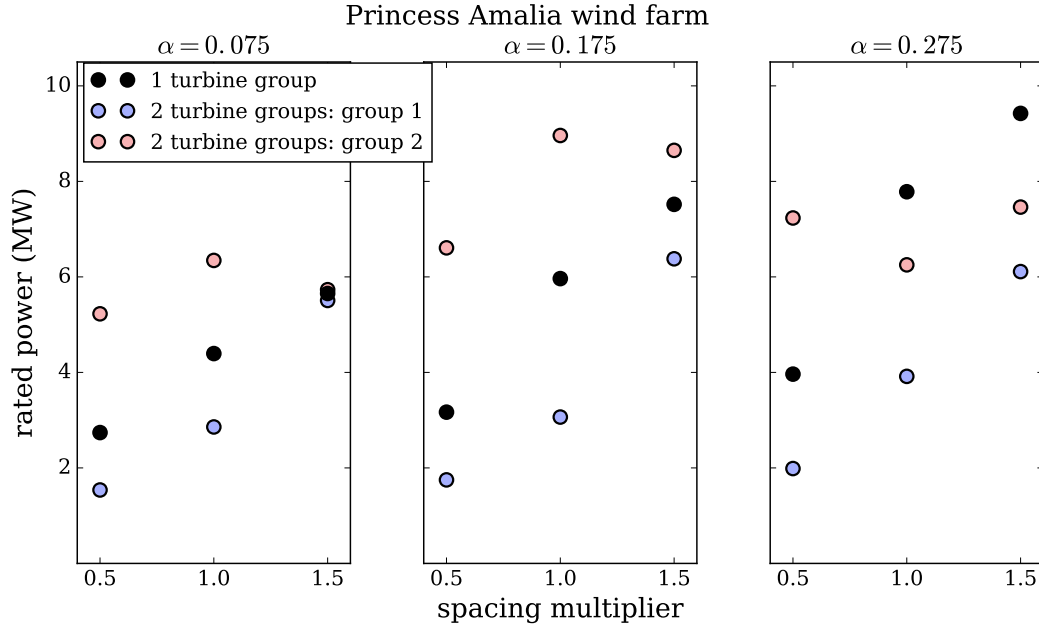 Princess Amalia wind farm
α = 0.075
α = 0.175
α = 0.275
1 turbine group
2 turbine groups: group 1
2 turbine groups: group 2
rated power (MW)
10
8
6
4
2
0.5 1.0 1.5
0.5 1.0 1.5
0.5 1.0 1.5
spacing multiplier